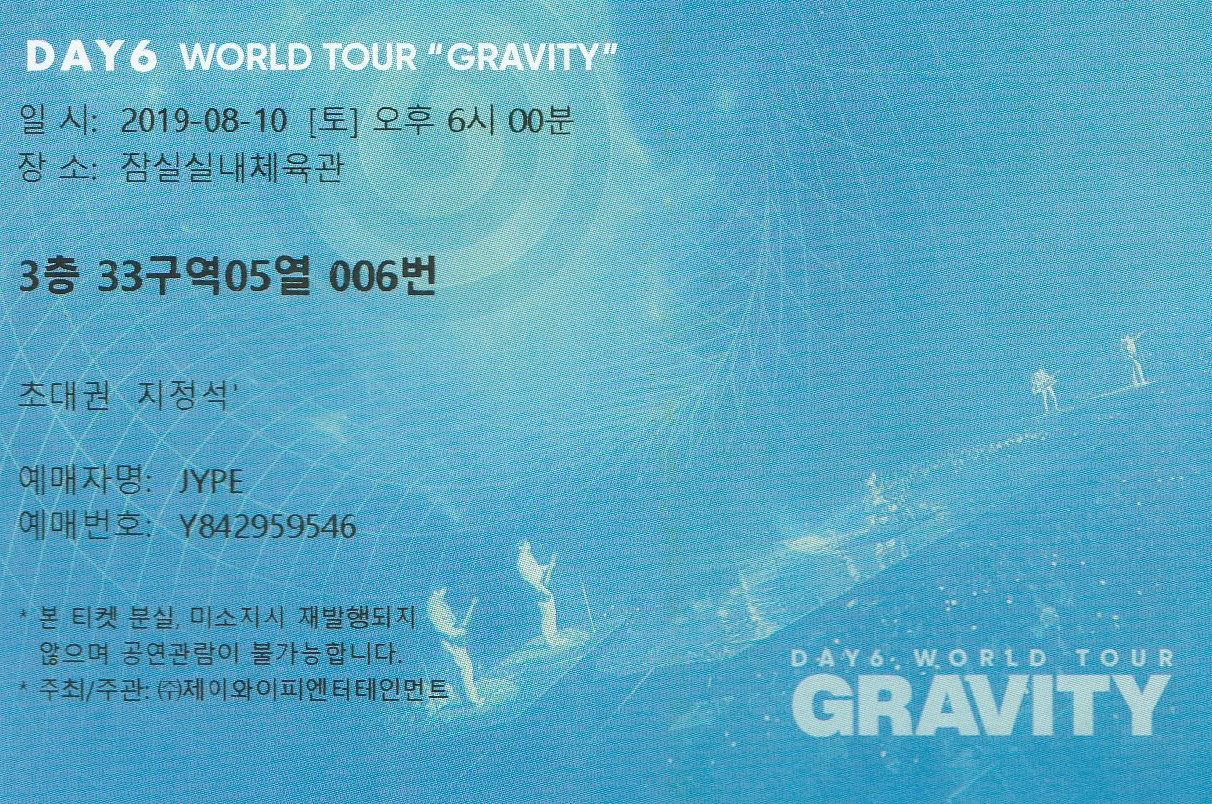 DAY6 WORLD TOUR “GRAVITY”
일 시: 2019-08-10 [토] 오후 6시 00분
장 소: 잠실실내체육관
3층 33구역05열 006번
초대권 지정석'
예매자명: JYPE
예매번호: Y842959546
* 본 티켓 분실, 미소지시 재발행되지
않으며 공연관람이 불가능합니다.
* 주최/주관: ㈜제이와이피엔터테인먼트
DAY6 WORLD TOUR
GRAVITY